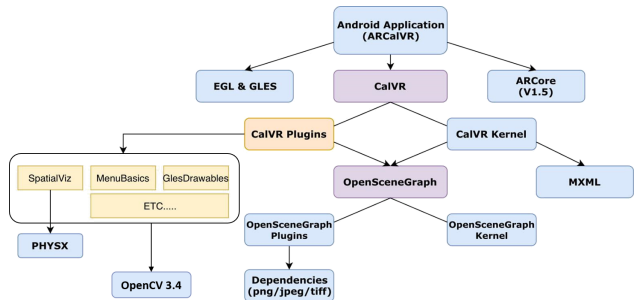 Android Application
(ARCalVR)
EGL & GLES
CalVR
ARCore
(V1.5)
CalVR Plugins
CalVR Kernel
SpatialViz
MenuBasics
GlesDrawables
ETC.....
OpenSceneGraph
MXML
PHYSX
OpenSceneGraph
Plugins
OpenSceneGraph
Kernel
OpenCV 3.4
Dependencies
(png/jpeg/tiff)